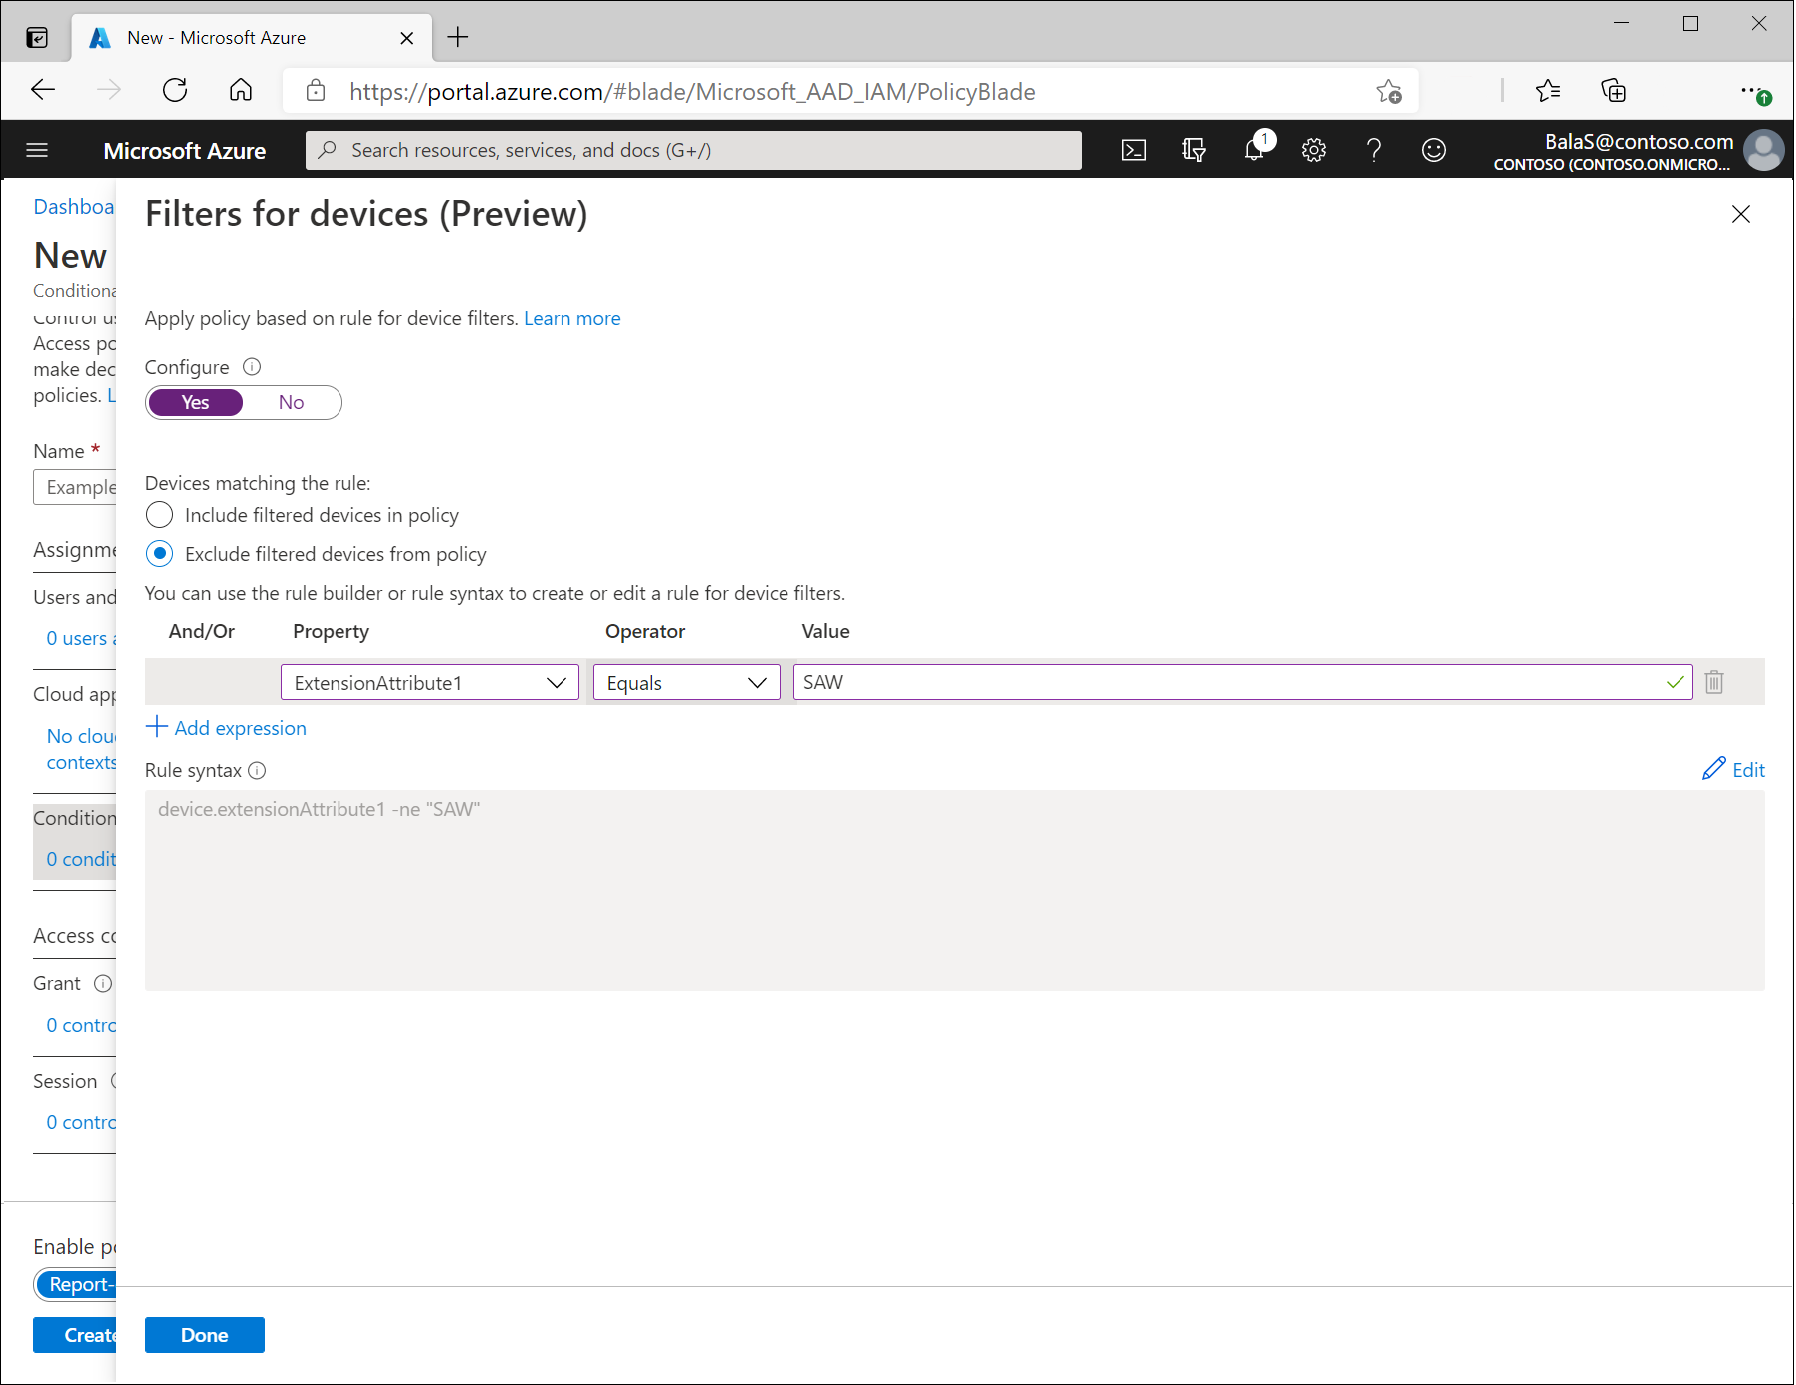 New - Microsoft Azure
https://portal.azure.com/#blade/Microsoft_AAD_IAM/PolicyBlade
Microsoft Azure
Search resources, services, and docs (G+/)
1
BalaS@contoso.com
CONTOSO (CONTOSO.ONMICRO...
Dashboa
New
Conditiona
Control us
Access po
make dec
policies. L
Name *
Example
Assignme
Users and
0 users a
Cloud app
No clou
contexts
Condition
0 condit
Access co
Grant
0 contro
Session
0 contro
Enable po
Report-
Create
Filters for devices (Preview)
Apply policy based on rule for device filters. Learn more
Configure
Yes No
Devices matching the rule:
Include filtered devices in policy
Exclude filtered devices from policy
You can use the rule builder or rule syntax to create or edit a rule for device filters.
And/Or Property Operator Value
ExtensionAttribute1 Equals SAW
Add expression
Rule syntax
Edit
device.extensionAttribute1 -ne "SAW"
Done